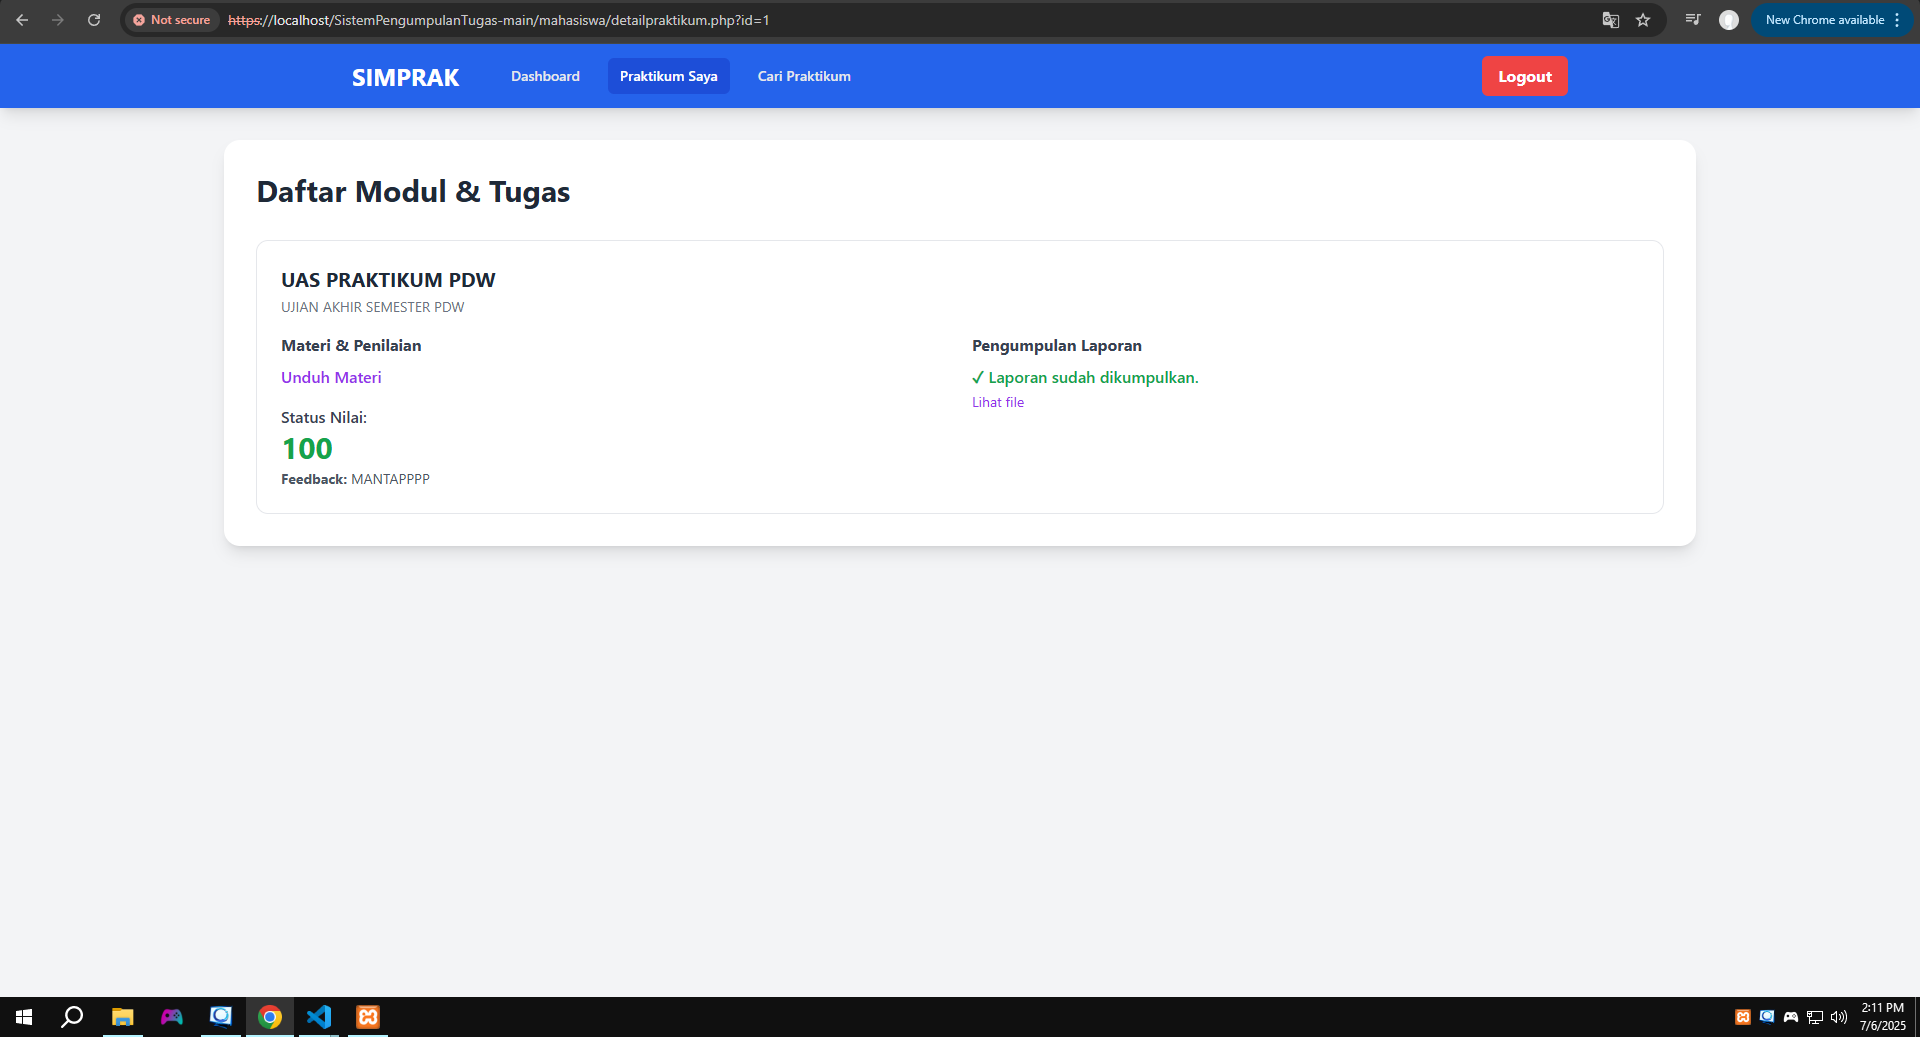 Not secure https://localhost/SistemPengumpulanTugas-main/mahasiswa/detailpraktikum.php?id=1 New Chrome available
SIMPRAK Dashboard Praktikum Saya Cari Praktikum Logout
Daftar Modul & Tugas
UAS PRAKTIKUM PDW
UJIAN AKHIR SEMESTER PDW
Materi & Penilaian
Unduh Materi
Status Nilai:
100
Feedback: MANTAPPPP
Pengumpulan Laporan
✓ Laporan sudah dikumpulkan.
Lihat file
2:11 PM
7/6/2025